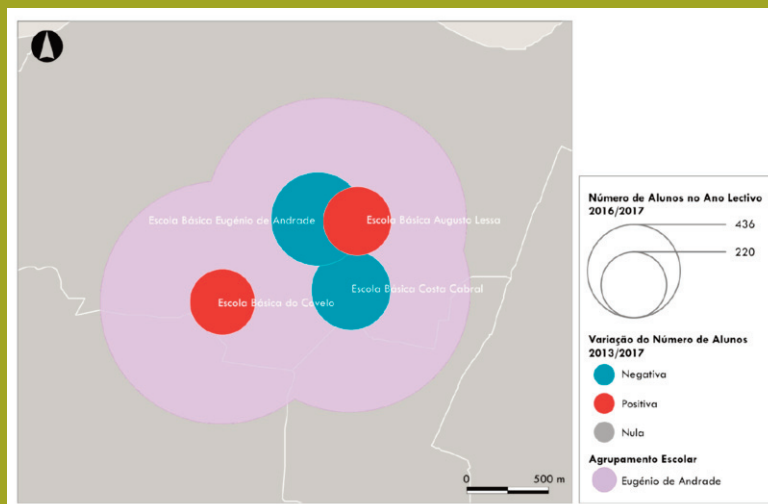 Escola Básica Eugénio de Andrade
Escola Básica Augusto Lessa
Escola Básica Costa Cabral
Escola Básica do Covelo
0 500 m
Número de Alunos no Ano Lectivo
2016/2017
436
220
Variação do Número de Alunos
2013/2017
Negativa
Positiva
Nula
Agrupamento Escolar
Eugénio de Andrade